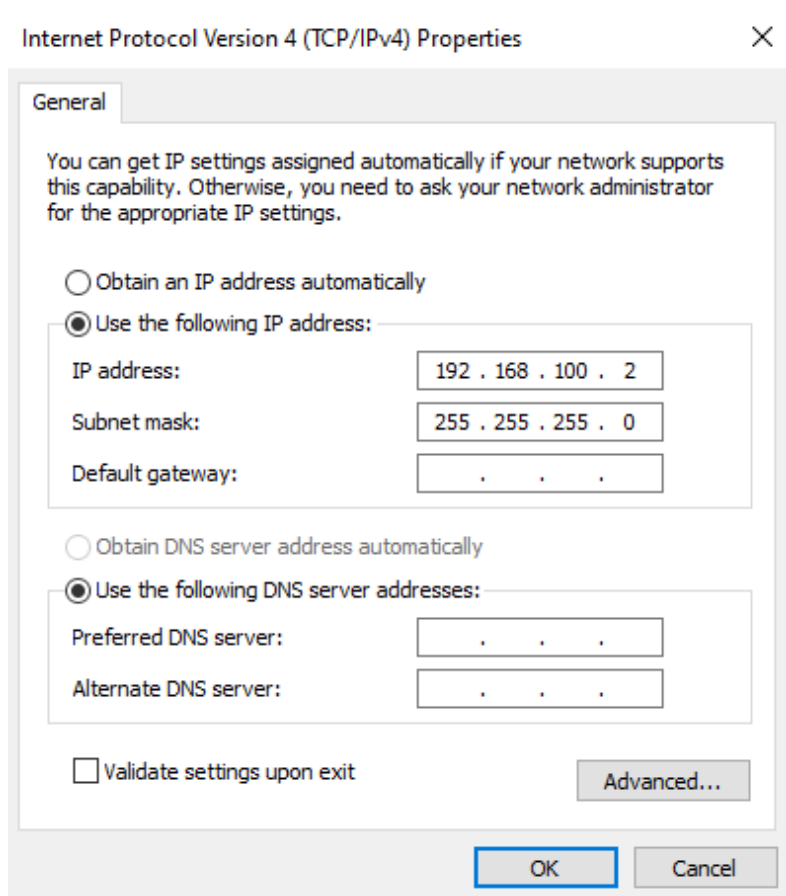 Internet Protocol Version 4 (TCP/IPv4) Properties
General
You can get IP settings assigned automatically if your network supports
this capability. Otherwise, you need to ask your network administrator
for the appropriate IP settings.
Obtain an IP address automatically
Use the following IP address:
IP address: 192 . 168 . 100 . 2
Subnet mask: 255 . 255 . 255 . 0
Default gateway: . . .
Obtain DNS server address automatically
Use the following DNS server addresses:
Preferred DNS server: . . .
Alternate DNS server: . . .
Validate settings upon exit
Advanced...
OK Cancel